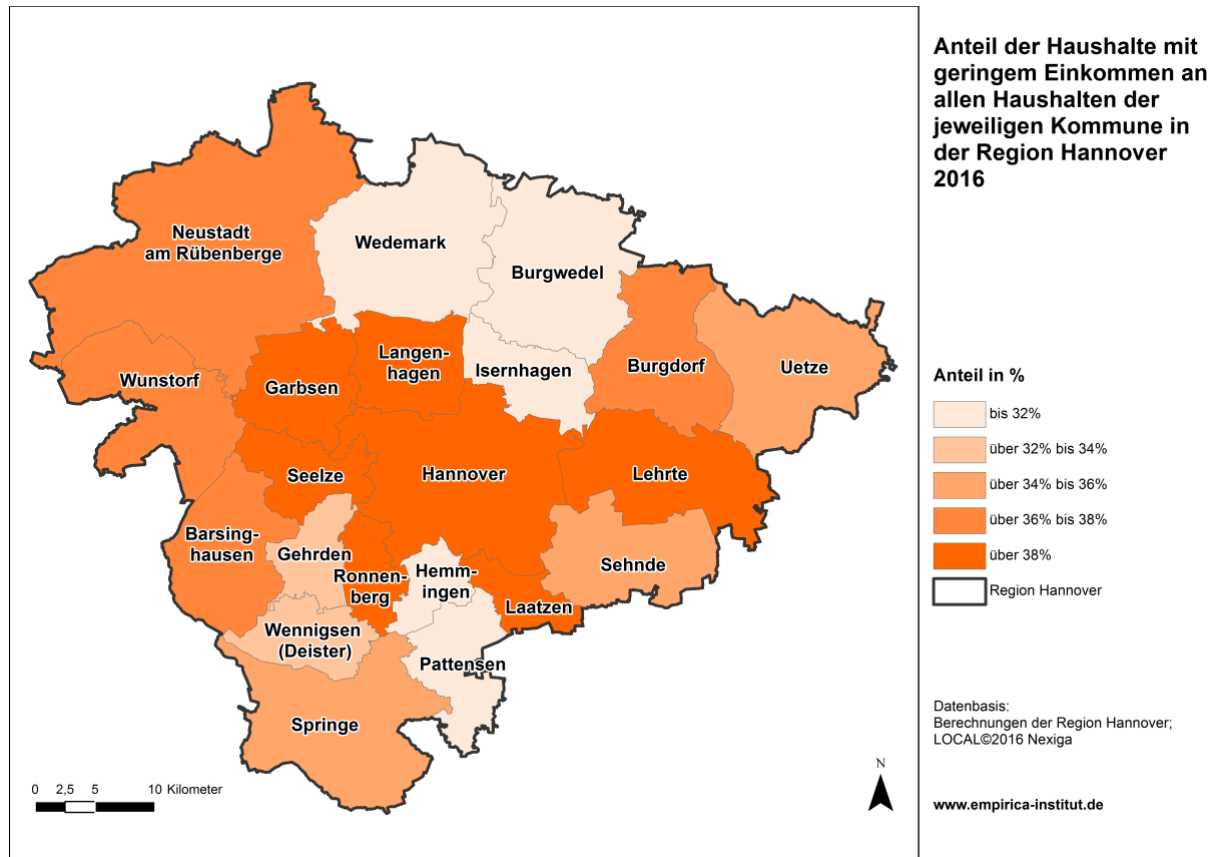 Anteil der Haushalte mit
geringem Einkommen an
allen Haushalten der
jeweiligen Kommune in
der Region Hannover
2016
Neustadt
am Rübenberge
Wedemark
Burgwedel
Langen-
hagen
Isernhagen
Burgdorf
Uetze
Wunstorf
Garbsen
Seelze
Hannover
Lehrte
Barsing-
hausen
Gehrden
Ronnen-
berg
Hemm-
ingen
Laatzen
Sehnde
Wennigsen
(Deister)
Pattensen
Springe
0 2,5 5 10 Kilometer
N
Anteil in %
bis 32%
über 32% bis 34%
über 34% bis 36%
über 36% bis 38%
über 38%
Region Hannover
Datenbasis:
Berechnungen der Region Hannover;
LOCAL©2016 Nexiga
www.empirica-institut.de